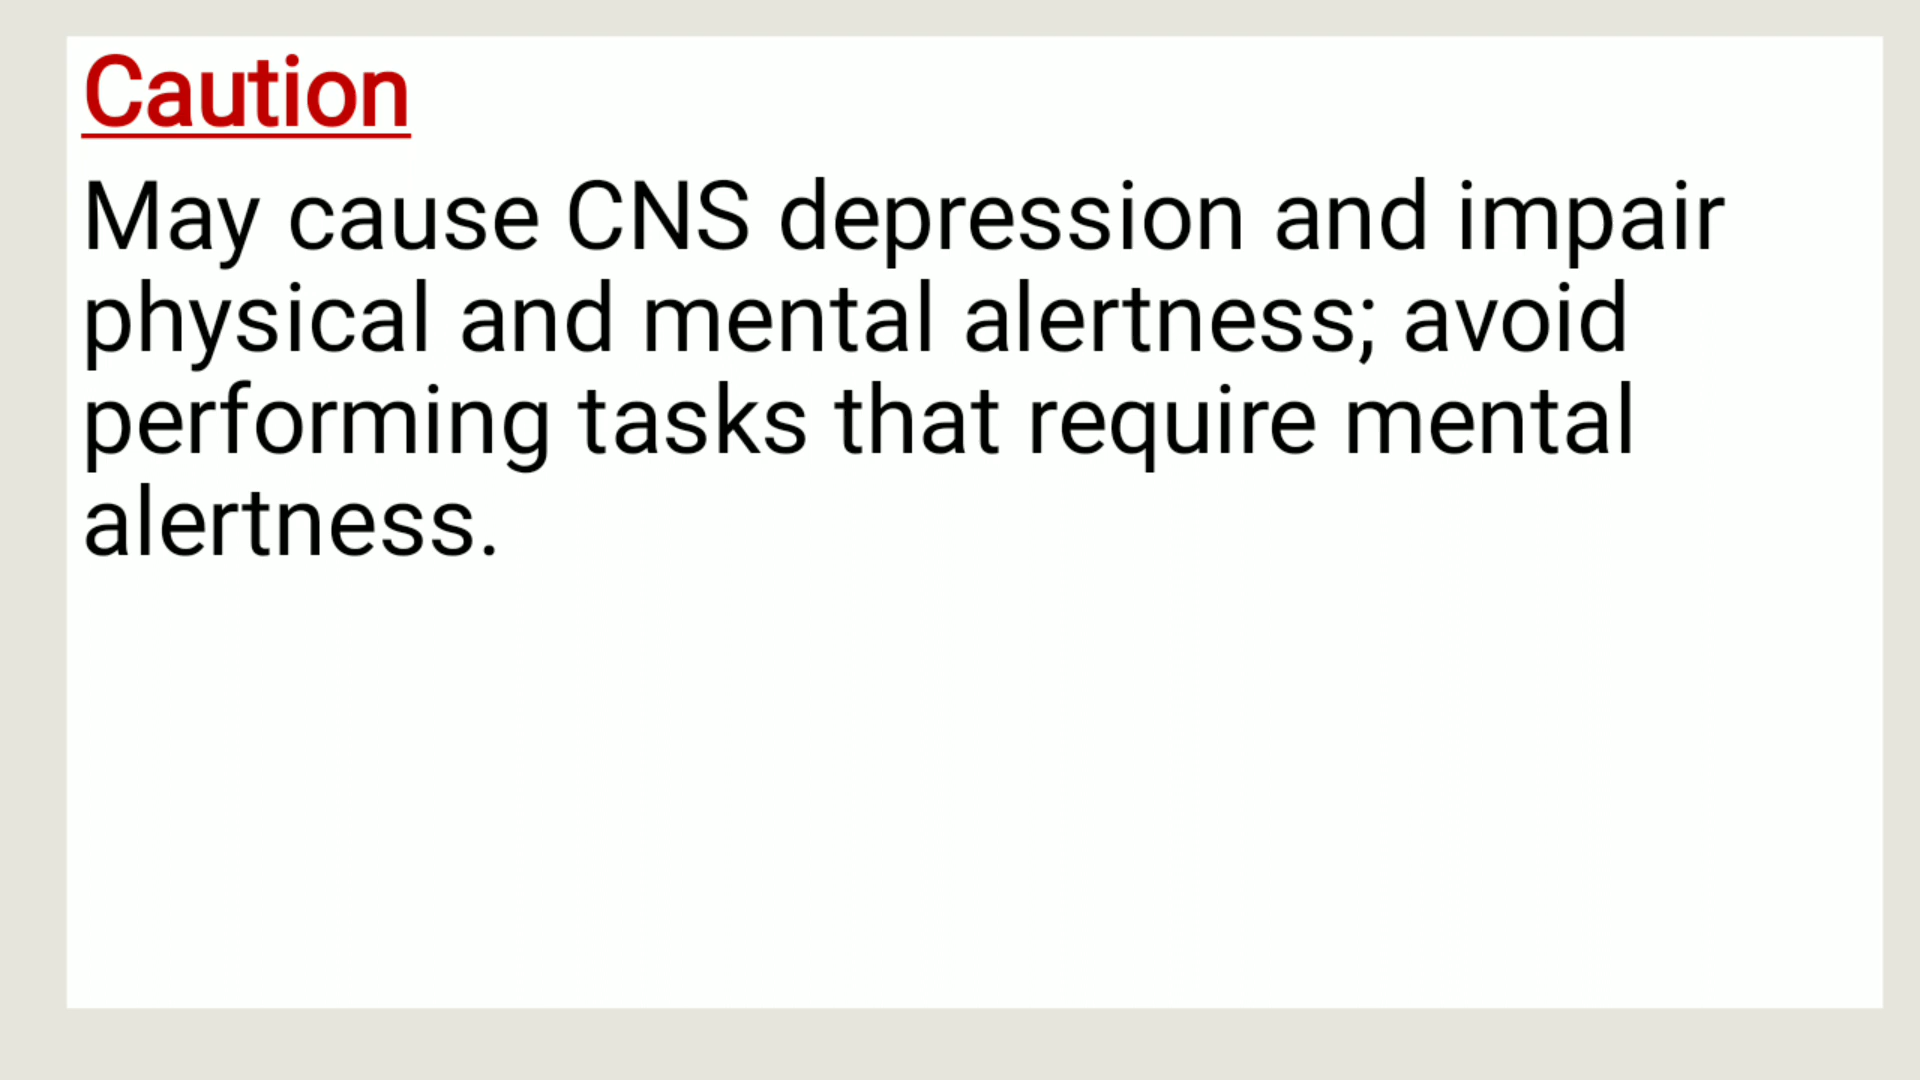 Caution
May cause CNS depression and impair
physical and mental alertness; avoid
performing tasks that require mental
alertness.